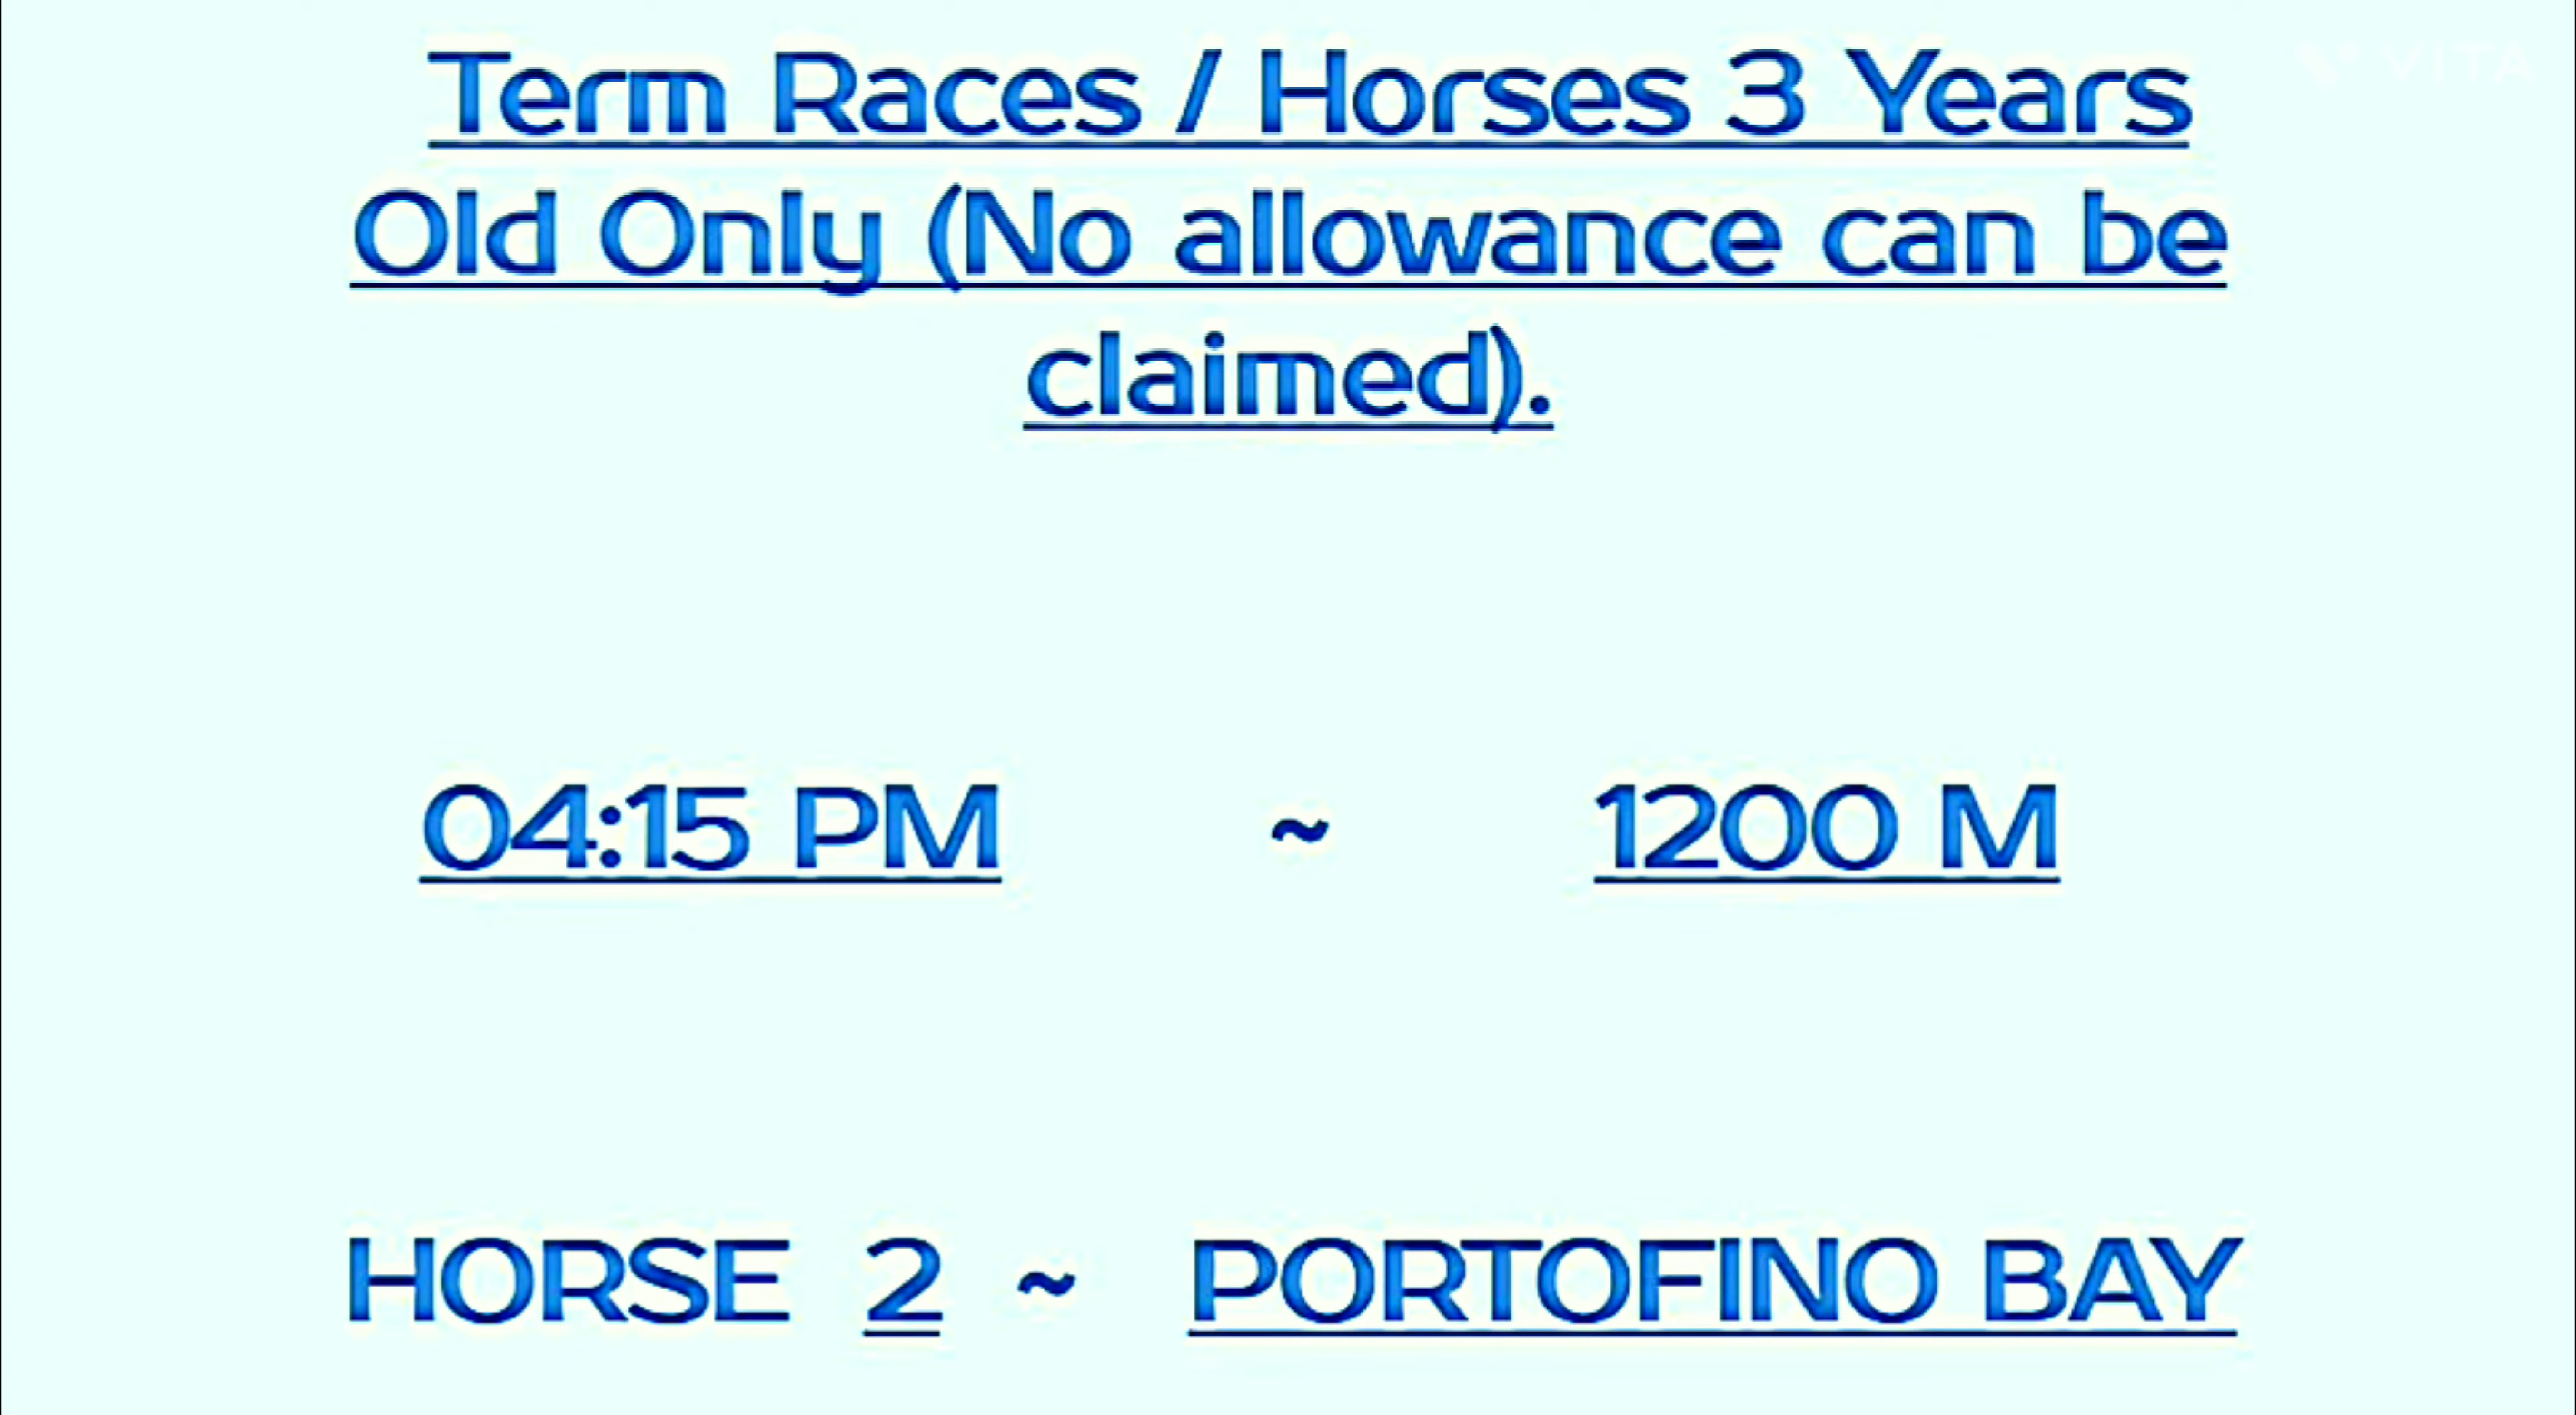 VITA
Term Races / Horses 3 Years
Old Only (No allowance can be
claimed).
04:15 PM ~ 1200 M
HORSE 2 ~ PORTOFINO BAY